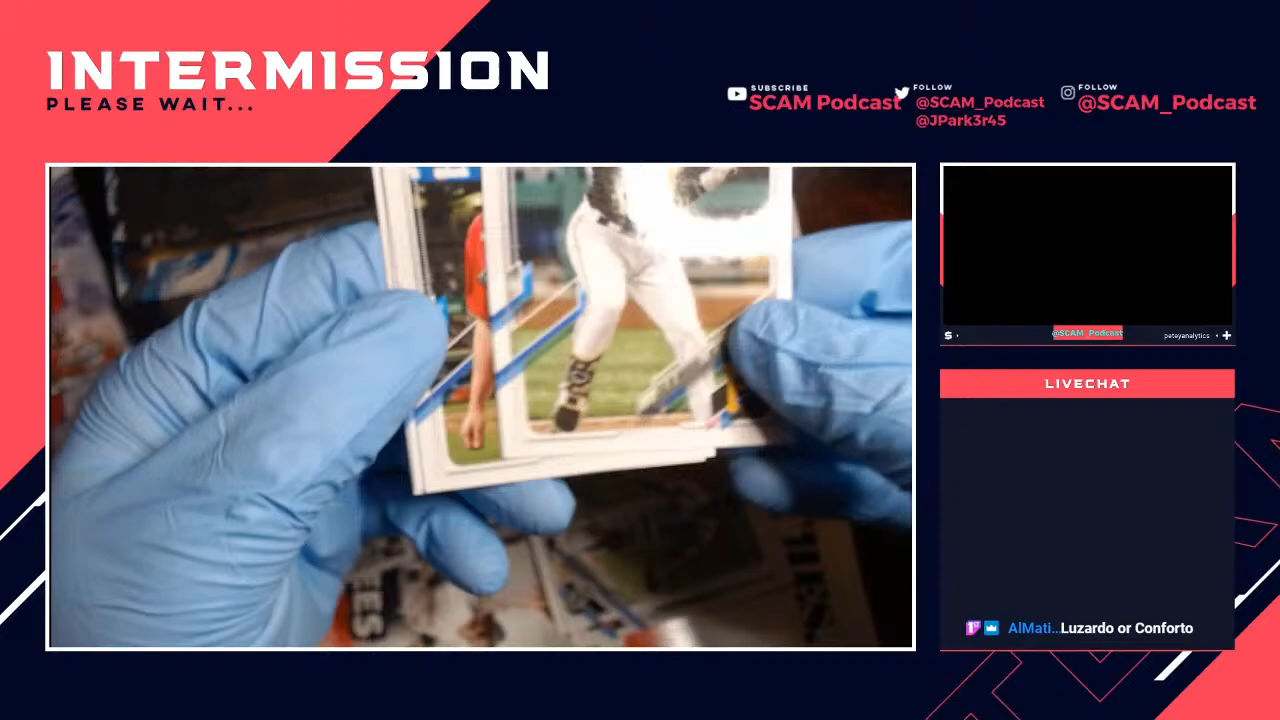 INTERMISSION
PLEASE WAIT...
SUBSCRIBE
SCAM Podcast
FOLLOW
@SCAM_Podcast
@JPark3r45
FOLLOW
@SCAM_Podcast
$
@SCAM_Podcast
peteyanalytics
LIVECHAT
AlMati... Luzardo or Conforto